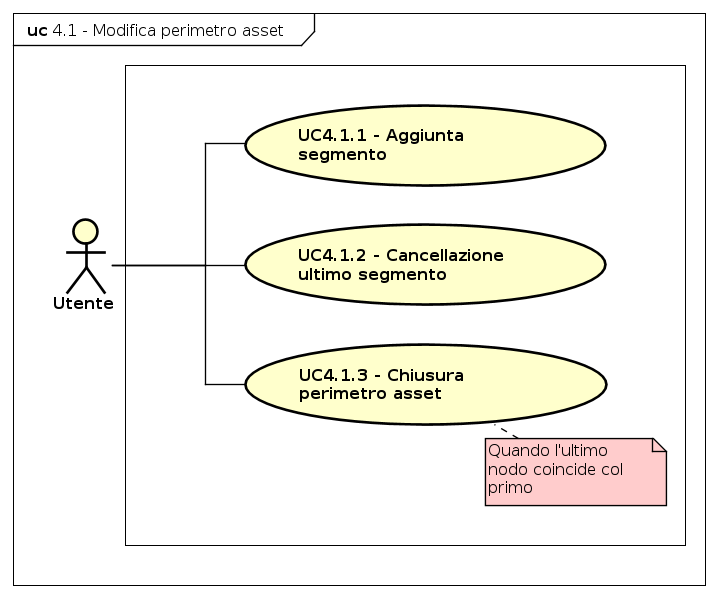 uc 4.1 - Modifica perimetro asset
UC4.1.1 - Aggiunta
segmento
UC4.1.2 - Cancellazione
ultimo segmento
Utente
UC4.1.3 - Chiusura
perimetro asset
Quando l'ultimo
nodo coincide col
primo